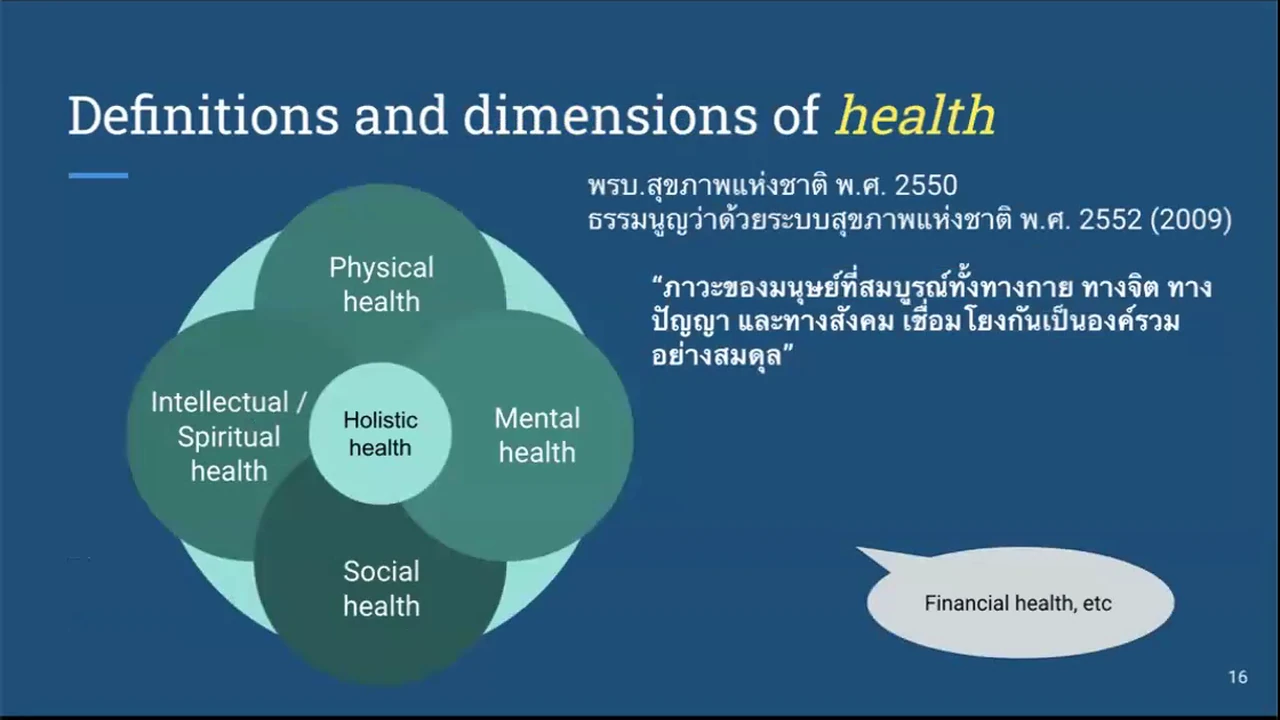 Definitions and dimensions of health
พรบ.สุขภาพแห่งชาติ พ.ศ. 2550
ธรรมนูญว่าด้วยระบบสุขภาพแห่งชาติ พ.ศ. 2552 (2009)
“ภาวะของมนุษย์ที่สมบูรณ์ทั้งทางกาย ทางจิต ทาง
ปัญญา และทางสังคม เชื่อมโยงกันเป็นองค์รวม
อย่างสมดุล”
Physical
health
Intellectual /
Spiritual
health
Holistic
health
Mental
health
Social
health
Financial health, etc
16